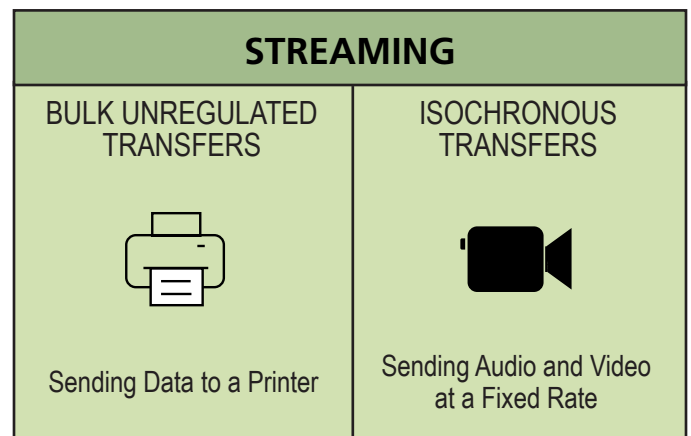 STREAMING
BULK UNREGULATED
TRANSFERS
Sending Data to a Printer
ISOCHRONOUS
TRANSFERS
Sending Audio and Video
at a Fixed Rate